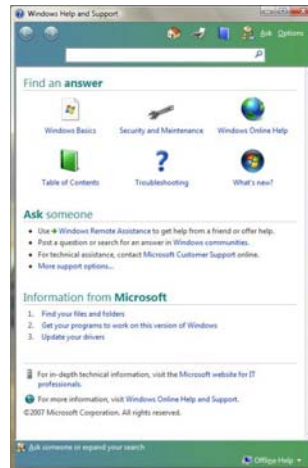 Windows Help and Support
Ask Options
Find an answer
Windows Basics Security and Maintenance Windows Online Help
Table of Contents Troubleshooting What's new?
Ask someone
Use Windows Remote Assistance to get help from a friend or offer help.
Post a question or search for an answer in Windows communities.
For technical assistance, contact Microsoft Customer Support online.
More support options...
Information from Microsoft
1. Find your files and folders
2. Get your programs to work on this version of Windows
3. Update your drivers
For in-depth technical information, visit the Microsoft website for IT
professionals.
For more information, visit Windows Online Help and Support.
©2007 Microsoft Corporation. All rights reserved.
Ask someone or expand your search
Offline Help